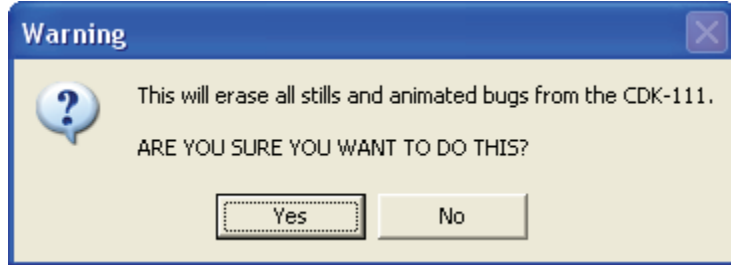 Warning
This will erase all stills and animated bugs from the CDK-111.
ARE YOU SURE YOU WANT TO DO THIS?
Yes No